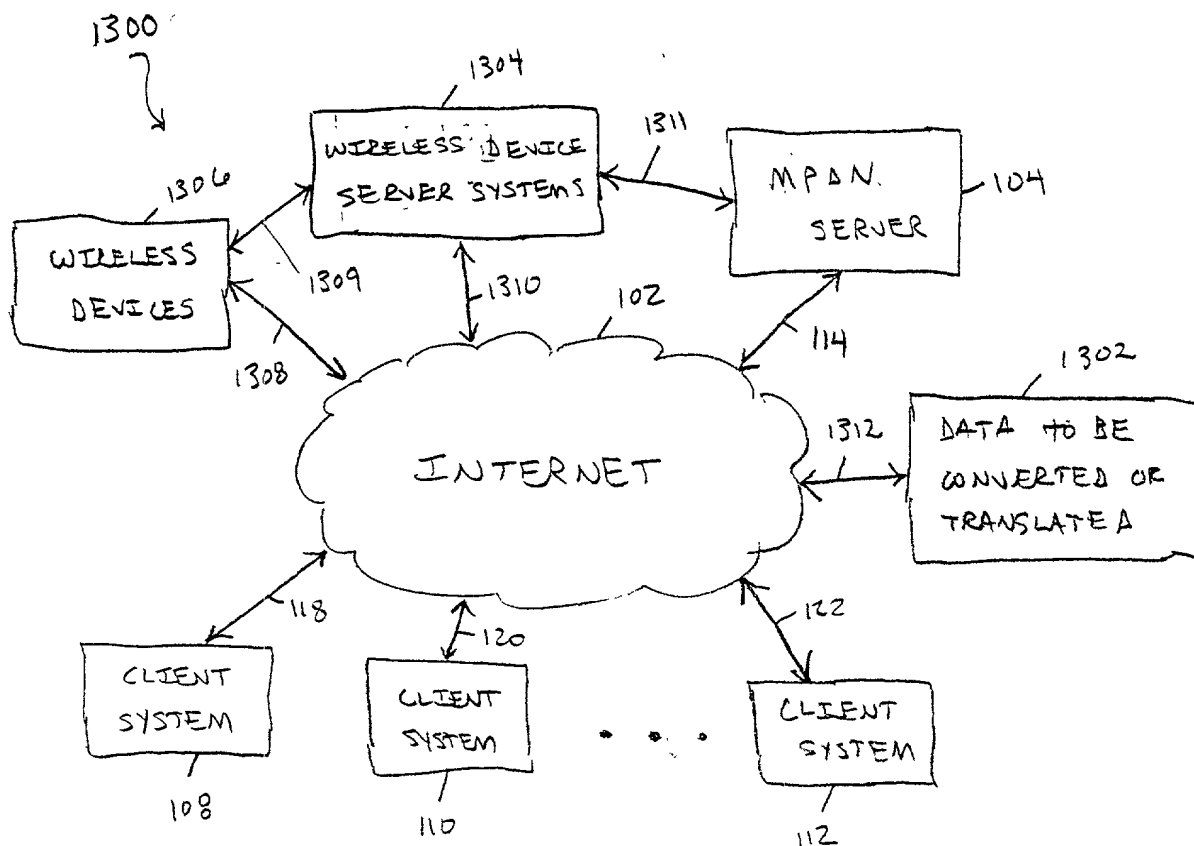 1300
1304
WIRELESS DEVICE
SERVER SYSTEMS
1311
MPDN.
SERVER
104
1306
WIRELESS
DEVICES
1309
1310
102
114
1308
1302
INTERNET
1312
DATA TO BE
CONVERTED OR
TRANSLATED
118
120
122
CLIENT
SYSTEM
CLIENT
SYSTEM
CLIENT
SYSTEM
108
110
112